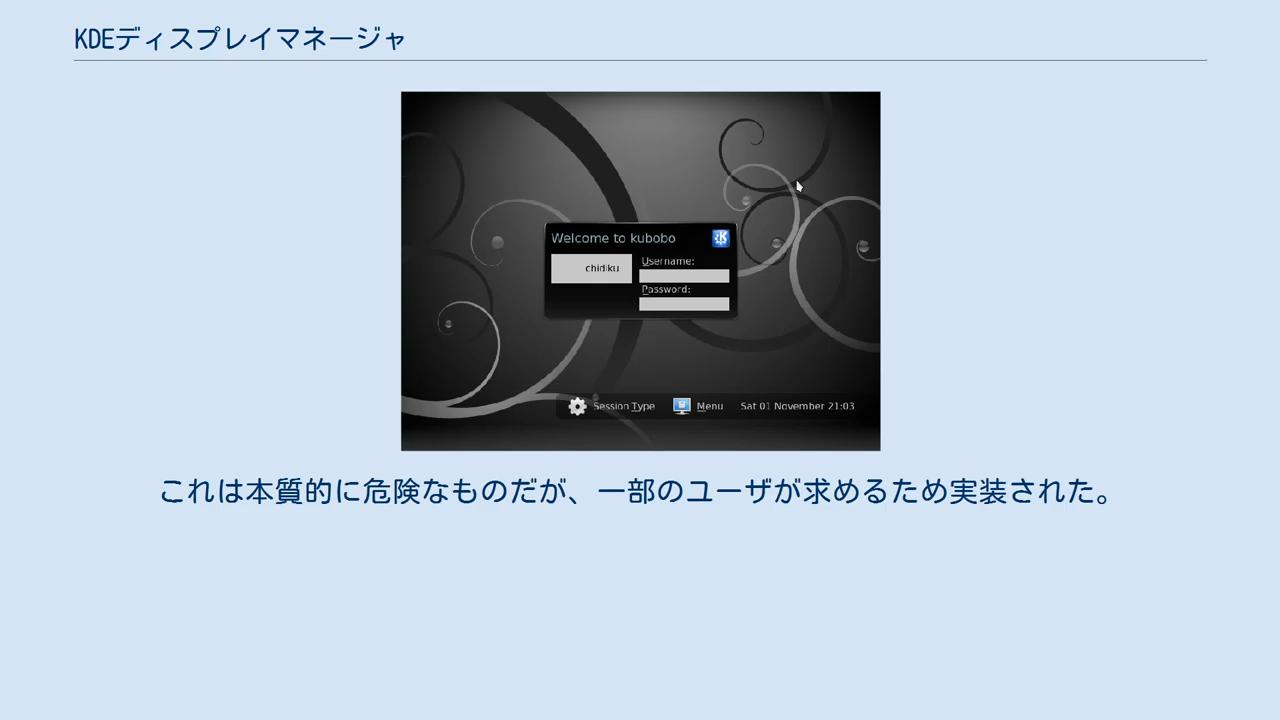 KDEディスプレイマネージャ
Welcome to kubobo
chidiku
Username:
Password:
Session Type
Menu
Sat 01 November 21:03
これは本質的に危険なものだが、一部のユーザが求めるため実装された。